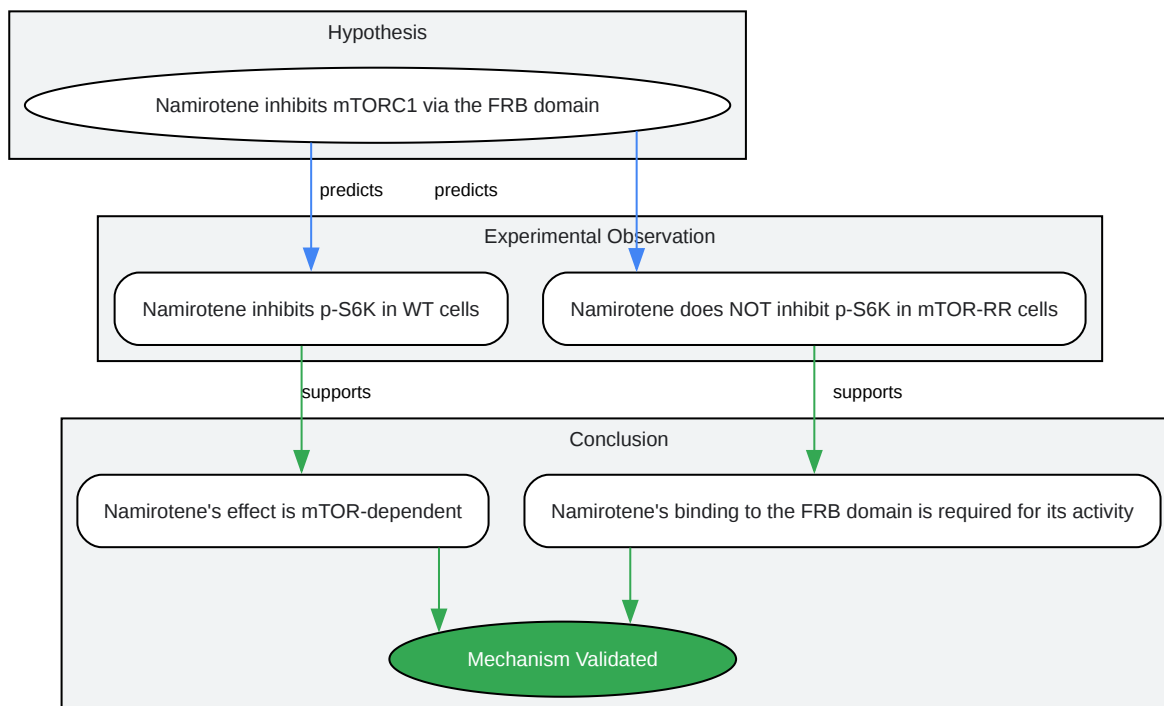 Hypothesis
Namirotene inhibits mTORC1 via the FRB domain
predicts
predicts
Experimental Observation
Namirotene inhibits p-S6K in WT cells
Namirotene does NOT inhibit p-S6K in mTOR-RR cells
supports
supports
Conclusion
Namirotene's effect is mTOR-dependent
Namirotene's binding to the FRB domain is required for its activity
Mechanism Validated